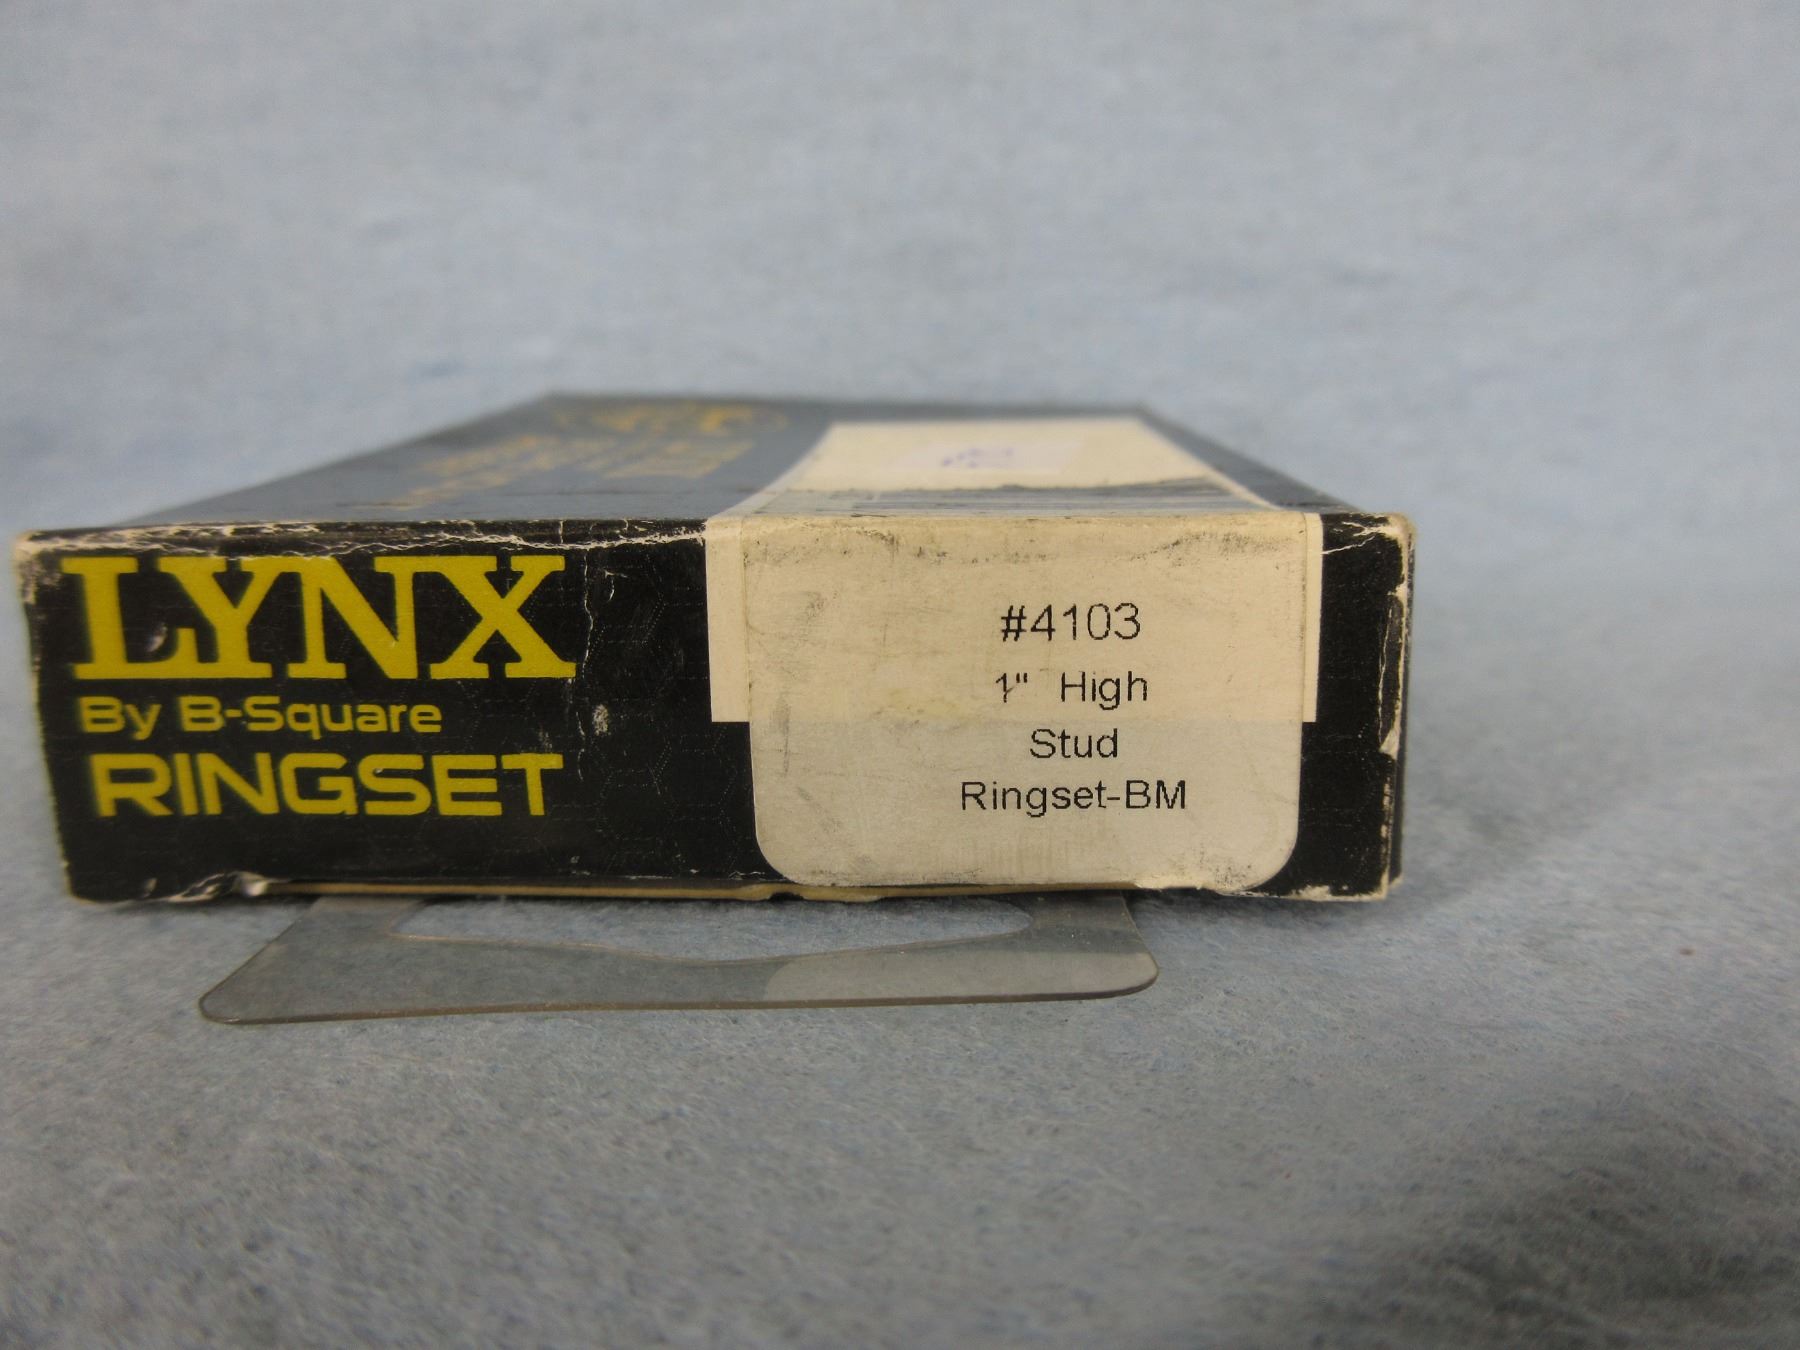 LYNX
By B-Square
RINGSET
#4103
1" High
Stud
Ringset-BM